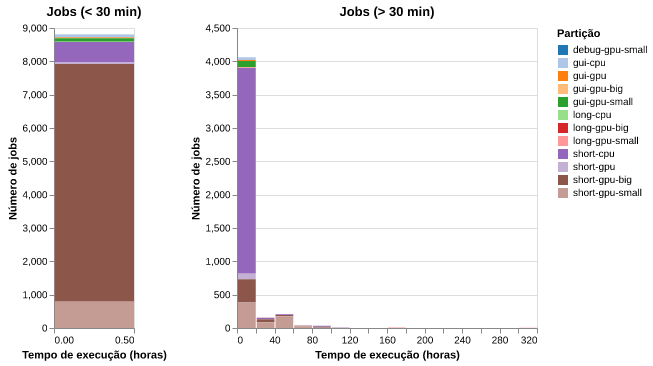 Jobs (< 30 min)
9,000
8,000
7,000
6,000
5,000
4,000
3,000
2,000
1,000
0
Número de jobs
0.00 0.50
Tempo de execução (horas)
Jobs (> 30 min)
4,500
4,000
3,500
3,000
2,500
2,000
1,500
1,000
500
0
Número de jobs
0 40 80 120 160 200 240 280 320
Tempo de execução (horas)
Partição
debug-gpu-small
gui-cpu
gui-gpu
gui-gpu-big
gui-gpu-small
long-cpu
long-gpu-big
long-gpu-small
short-cpu
short-gpu
short-gpu-big
short-gpu-small